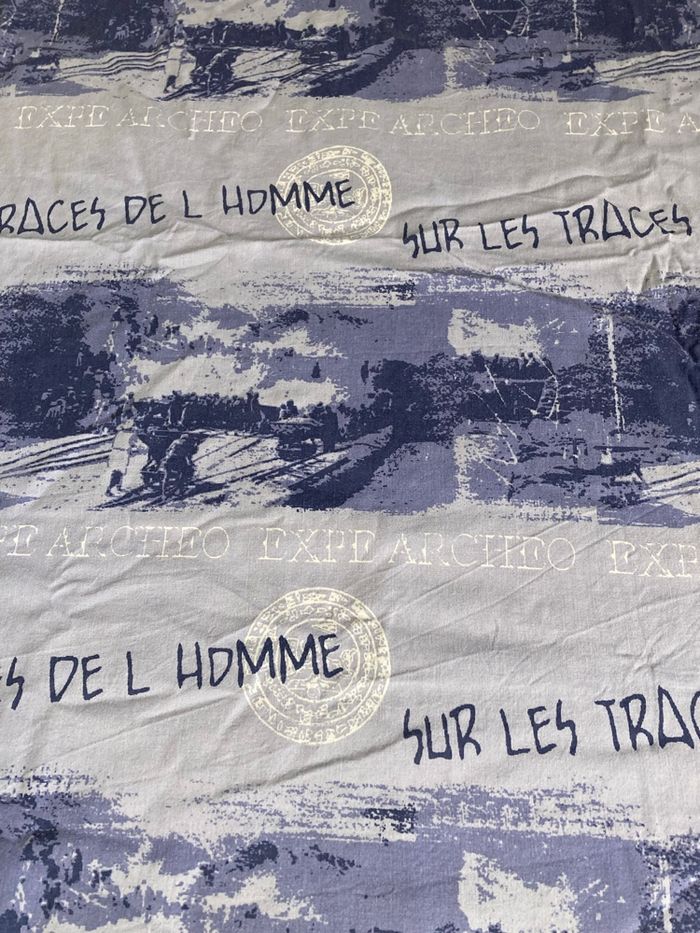 EXPE ARCHEO EXPE ARCHEO EXPE A
RACES DE L HOMME
SUR LES TRACES
PE ARCHEO EXPE ARCHEO EXPE
ES DE L HOMME
SUR LES TRAC